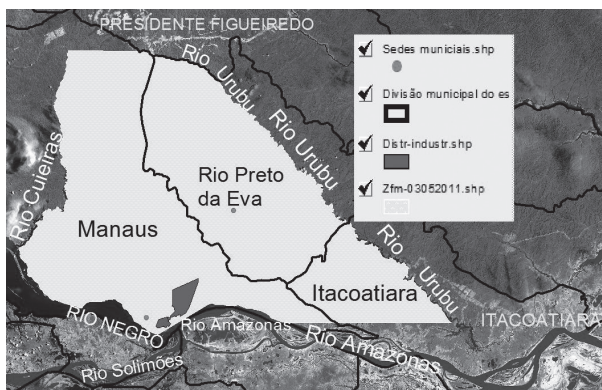 PRESIDENTE FIGUEIREDO
Sedes municiais.shp
Divisão municipal do es
Distr-industr.shp
Zfm-03052011.shp
Rio Urubu
Rio Urubu
Rio Cuieiras
Rio Preto
da Eva
Manaus
Rio Urubu
Itacoatiara
ITACOATIARA
RIO NEGRO
Rio Amazonas
Rio Amazonas
Rio Solimões